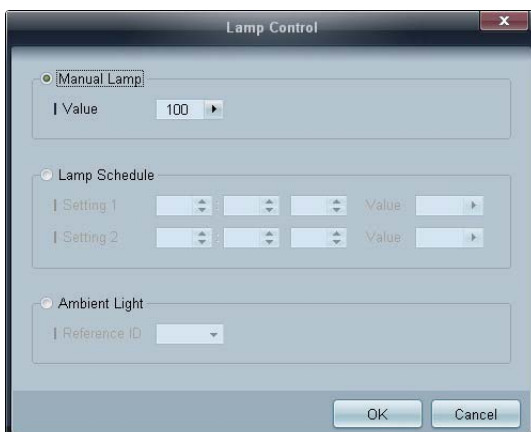 Lamp Control
x
Manual Lamp
Value 100
Lamp Schedule
Setting 1 : Value
Setting 2 : Value
Ambient Light
Reference ID
OK Cancel